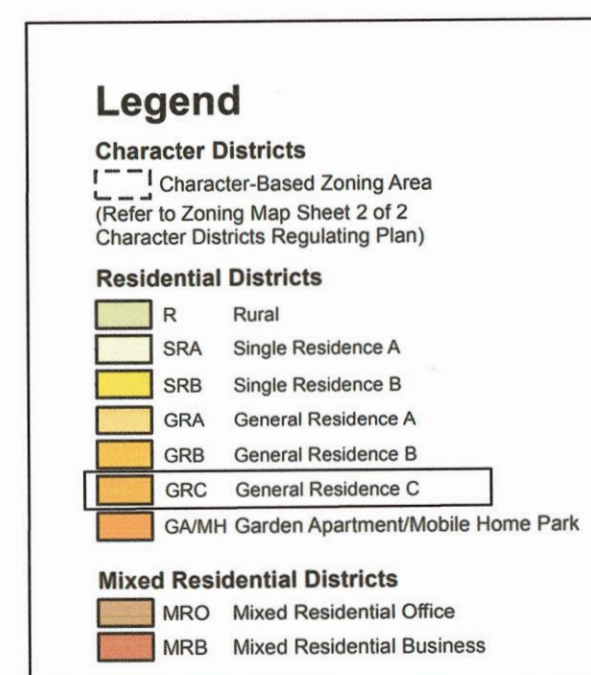 Legend
Character Districts
Character-Based Zoning Area
(Refer to Zoning Map Sheet 2 of 2
Character Districts Regulating Plan)
Residential Districts
R Rural
SRA Single Residence A
SRB Single Residence B
GRA General Residence A
GRB General Residence B
GRC General Residence C
GA/MH Garden Apartment/Mobile Home Park
Mixed Residential Districts
MRO Mixed Residential Office
MRB Mixed Residential Business